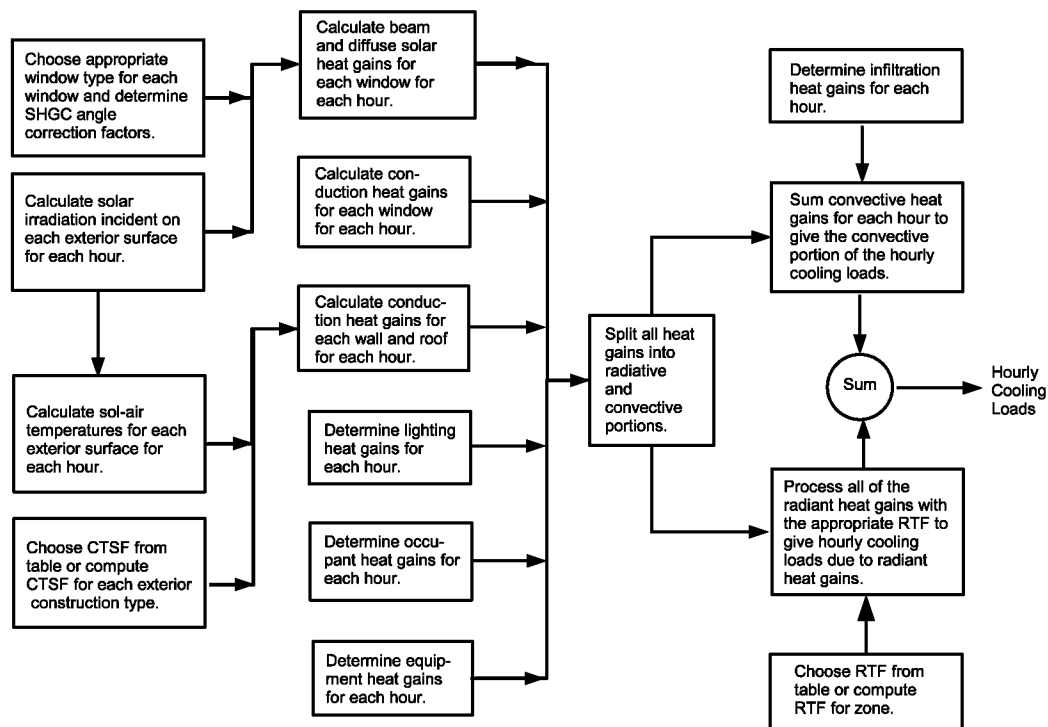 Choose appropriate
window type for each
window and determine
SHGC angle
correction factors.
Calculate solar
irradiation incident on
each exterior surface
for each hour.
Calculate sol-air
temperatures for each
exterior surface for
each hour.
Choose CTSF from
table or compute
CTSF for each exterior
construction type.
Calculate beam
and diffuse solar
heat gains for
each window for
each hour.
Calculate con-
duction heat gains
for each window
for each hour.
Calculate conduc-
tion heat gains for
each wall and roof
for each hour.
Determine lighting
heat gains for
each hour.
Determine occu-
pant heat gains for
each hour.
Determine equip-
ment heat gains
for each hour.
Split all heat
gains into
radiative
and
convective
portions.
Determine infiltration
heat gains for each
hour.
Sum convective heat
gains for each hour to
give the convective
portion of the hourly
cooling loads.
Sum
Hourly
Cooling
Loads
Process all of the
radiant heat gains with
the appropriate RTF to
give hourly cooling
loads due to radiant
heat gains.
Choose RTF from
table or compute
RTF for zone.